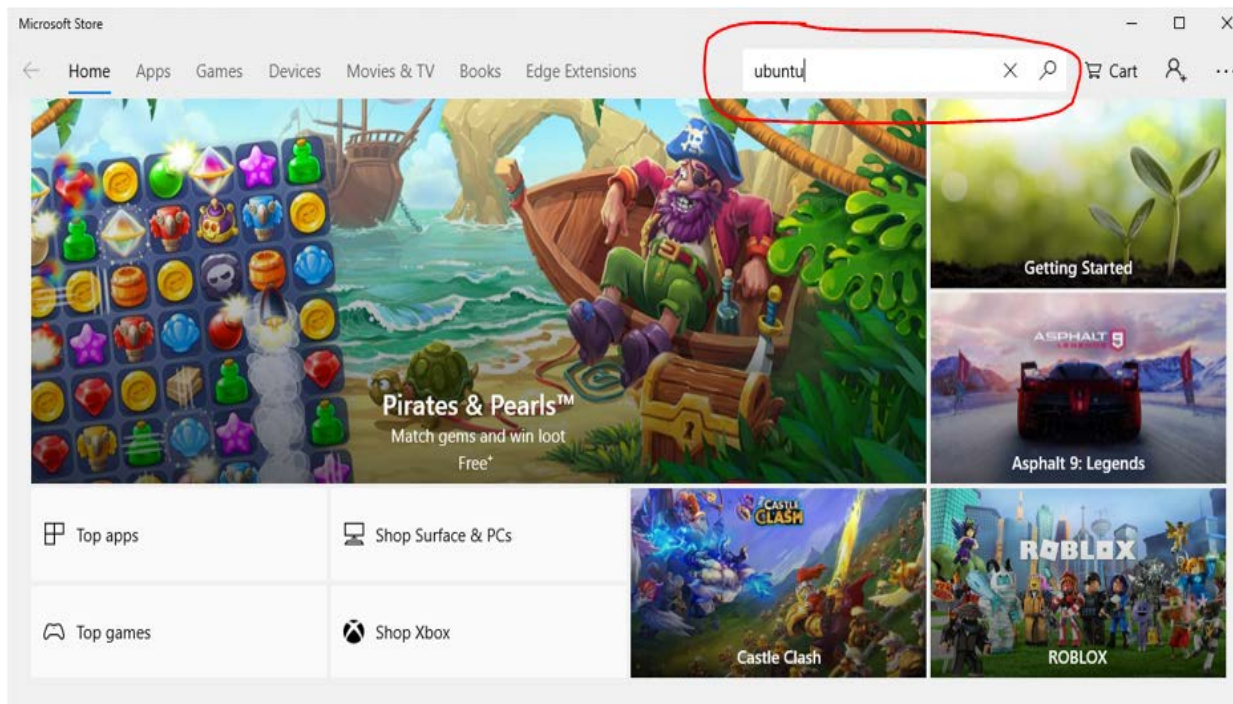 Microsoft Store
Home Apps Games Devices Movies & TV Books Edge Extensions ubuntu Cart
Getting Started
Pirates & Pearls™
Match gems and win loot
Free+
ASPHALT 9
LEGENDS
Asphalt 9: Legends
Top apps
Shop Surface & PCs
CASTLE
CLASH
ROBLOX
Top games
Shop Xbox
Castle Clash
ROBLOX